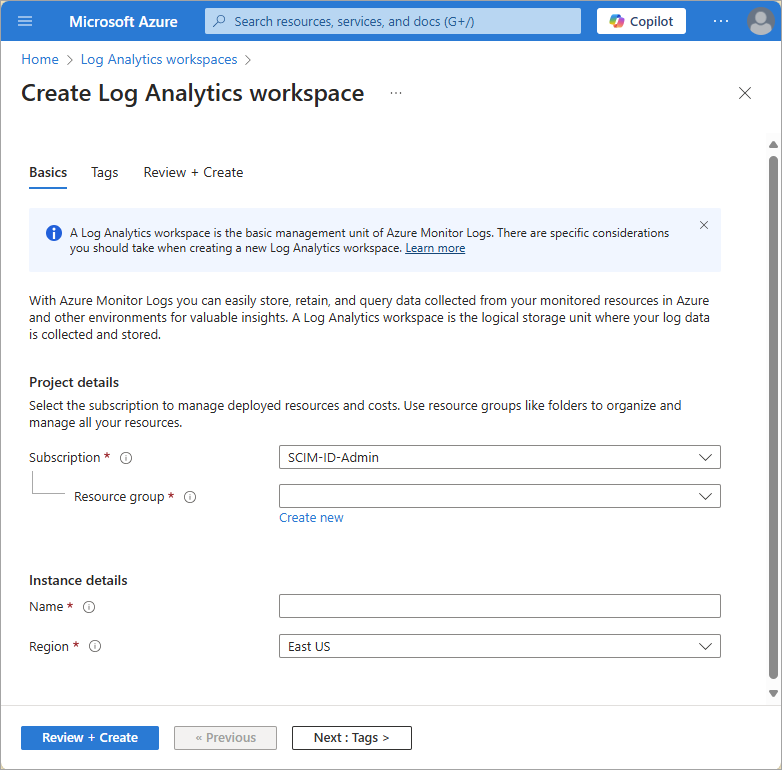 Microsoft Azure
Search resources, services, and docs (G+/)
Copilot
Home > Log Analytics workspaces >
Create Log Analytics workspace
Basics Tags Review + Create
A Log Analytics workspace is the basic management unit of Azure Monitor Logs. There are specific considerations
you should take when creating a new Log Analytics workspace. Learn more
With Azure Monitor Logs you can easily store, retain, and query data collected from your monitored resources in Azure
and other environments for valuable insights. A Log Analytics workspace is the logical storage unit where your log data
is collected and stored.
Project details
Select the subscription to manage deployed resources and costs. Use resource groups like folders to organize and
manage all your resources.
Subscription *
SCIM-ID-Admin
Resource group *
Create new
Instance details
Name *
Region *
East US
Review + Create
« Previous
Next : Tags >